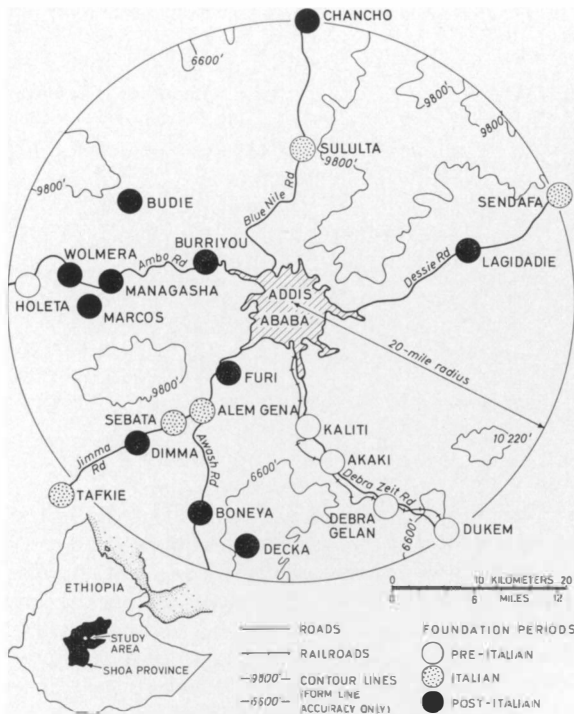 CHANCHO
6600'
9800'
9800'
SULULTA
9800'
SENDAFA
9800'
BUDIE
Blue Nile Rd
WOLMERA
Ambo Rd
BURRIYOU
LAGIDADIE
Dessie Rd
HOLETA
MANAGASHA
ADDIS
ABABA
MARCOS
20-mile radius
9800'
FURI
SEBATA
ALEM GENA
KALITI
10 220'
Jimma
Rd
DIMMA
Awash Rd
AKAKI
TAFKIE
6600'
Debra Zeit Rd
BONEYA
DEBRA
GELAN
DUKEM
6600'
DECKA
ETHIOPIA
0 10 KILOMETERS 20
0 6 MILES 12
STUDY
AREA
SHOA PROVINCE
ROADS
RAILROADS
9800' CONTOUR LINES
6600' (FORM LINE
ACCURACY ONLY)
FOUNDATION PERIODS
PRE-ITALIAN
ITALIAN
POST-ITALIAN